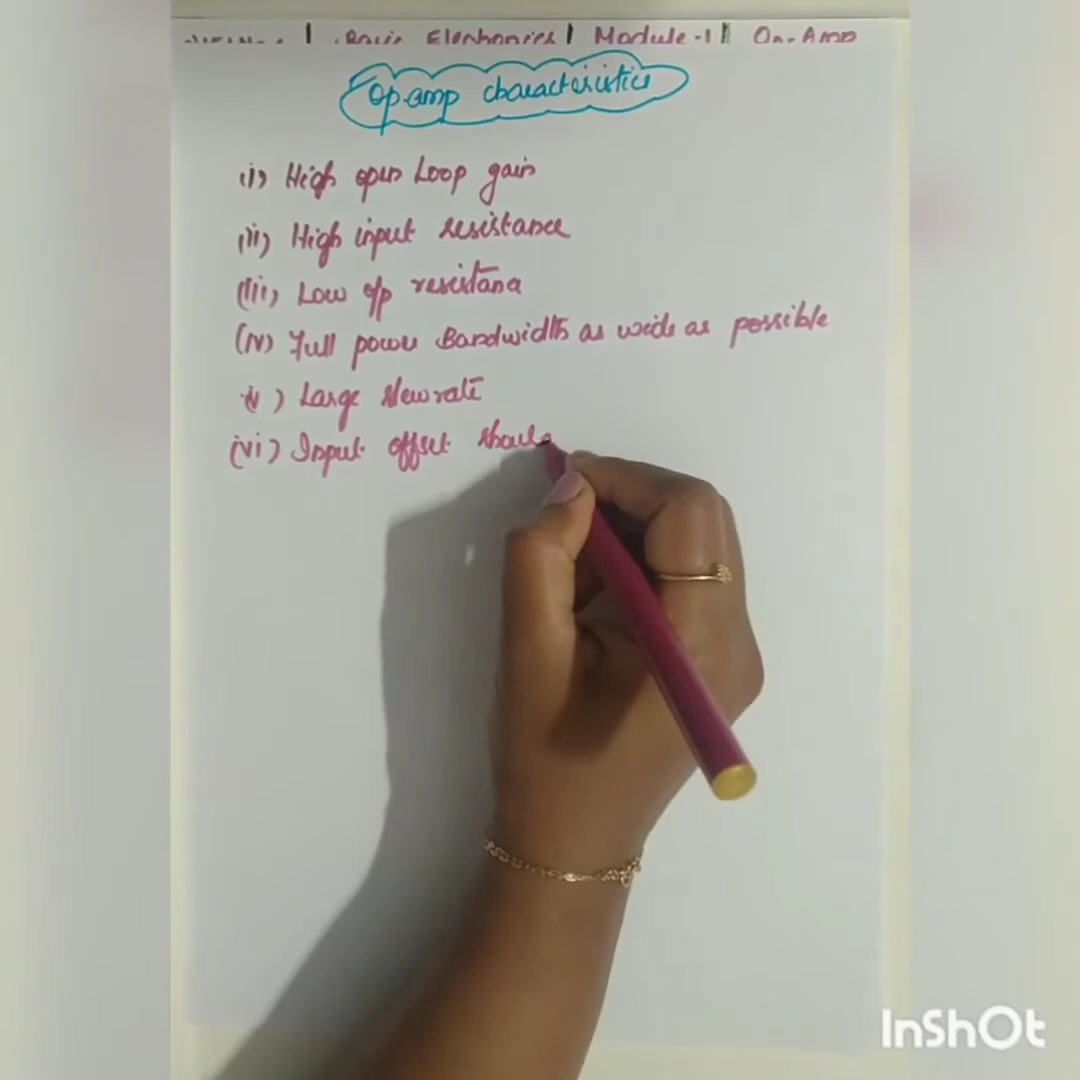 | Basic Electronics | Module-1 | Op-Amp
Op-amp characteristics
(i) High open Loop gain
(ii) High input resistance
(iii) Low o/p resistance
(iv) Full power Bandwidth as wide as possible
(v) Large slew rate
(vi) Input offset should
InShOt